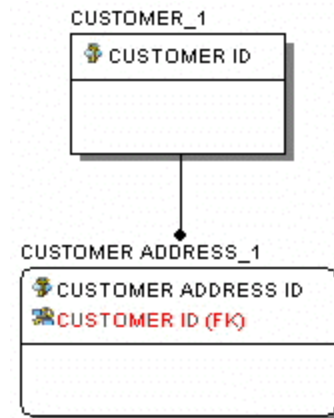 CUSTOMER_1
CUSTOMER ID
CUSTOMER ADDRESS_1
CUSTOMER ADDRESS ID
CUSTOMER ID (FK)